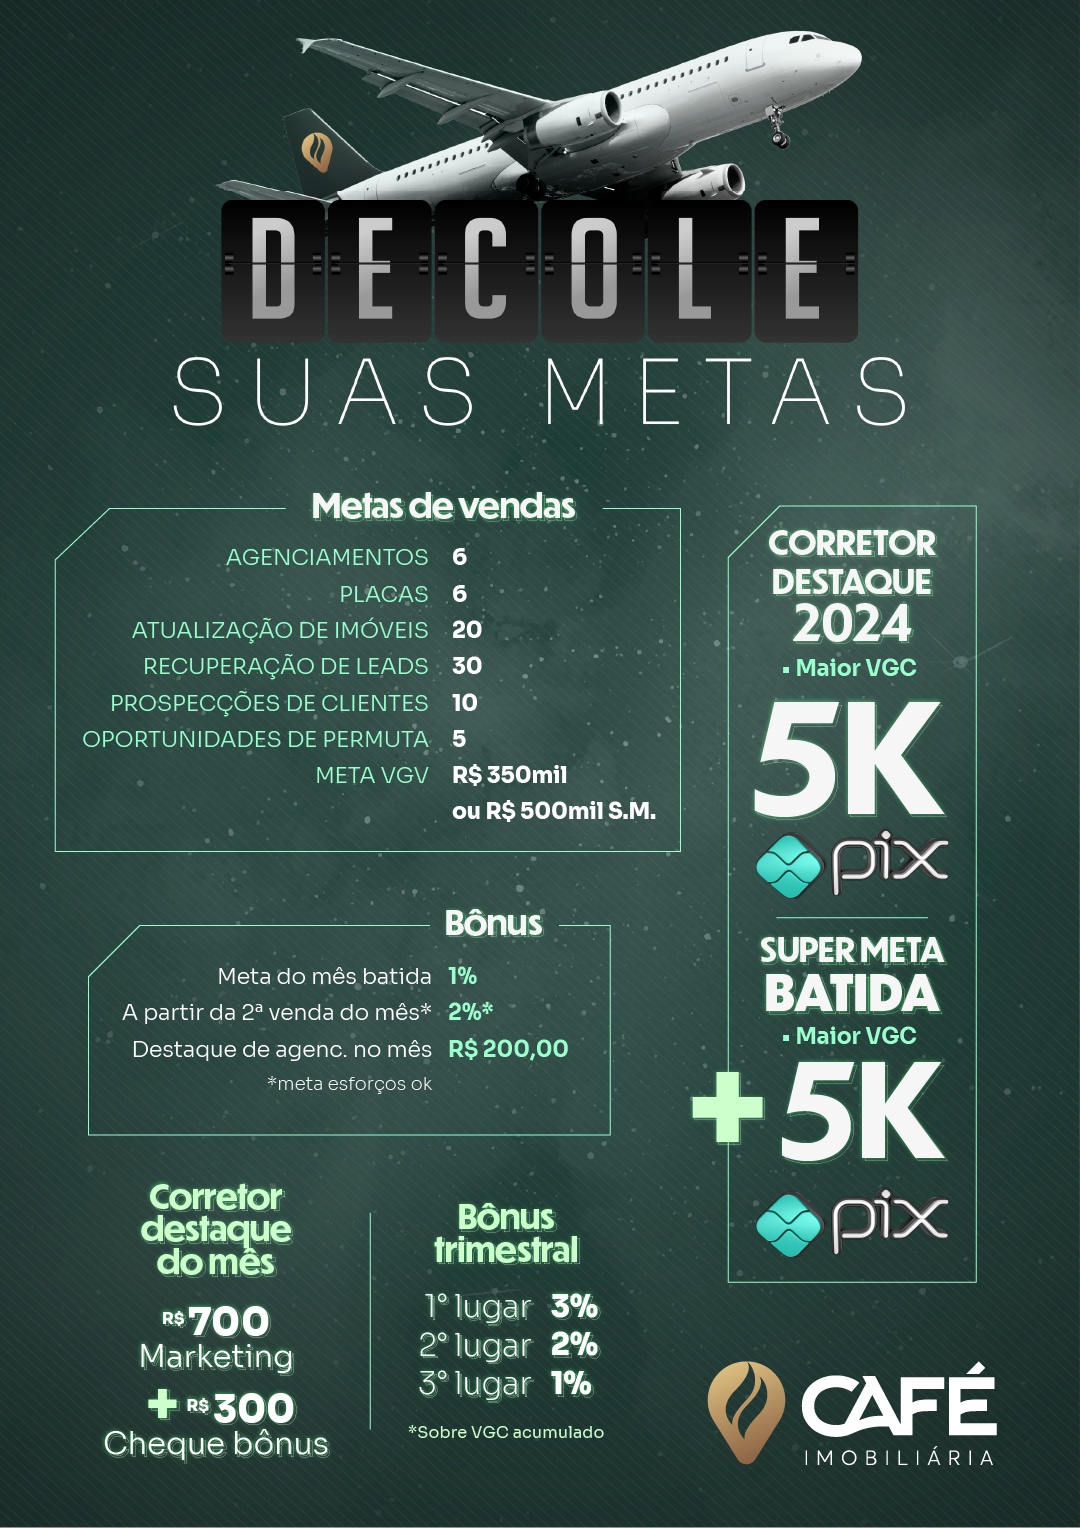 DECOLE
SUAS METAS
Metas de vendas
AGENCIAMENTOS 6
PLACAS 6
ATUALIZAÇÃO DE IMÓVEIS 20
RECUPERAÇÃO DE LEADS 30
PROSPECÇÕES DE CLIENTES 10
OPORTUNIDADES DE PERMUTA 5
META VGV R$ 350mil
ou R$ 500mil S.M.
CORRETOR
DESTAQUE
2024
▪ Maior VGC
5K
pix
SUPER META
BATIDA
▪ Maior VGC
+ 5K
pix
Bônus
Meta do mês batida 1%
A partir da 2ª venda do mês* 2%*
Destaque de agenc. no mês R$ 200,00
*meta esforços ok
Corretor
destaque
do mês
R$ 700
Marketing
+ R$ 300
Cheque bônus
Bônus
trimestral
1° lugar 3%
2° lugar 2%
3° lugar 1%
*Sobre VGC acumulado
CAFÉ
IMOBILIÁRIA